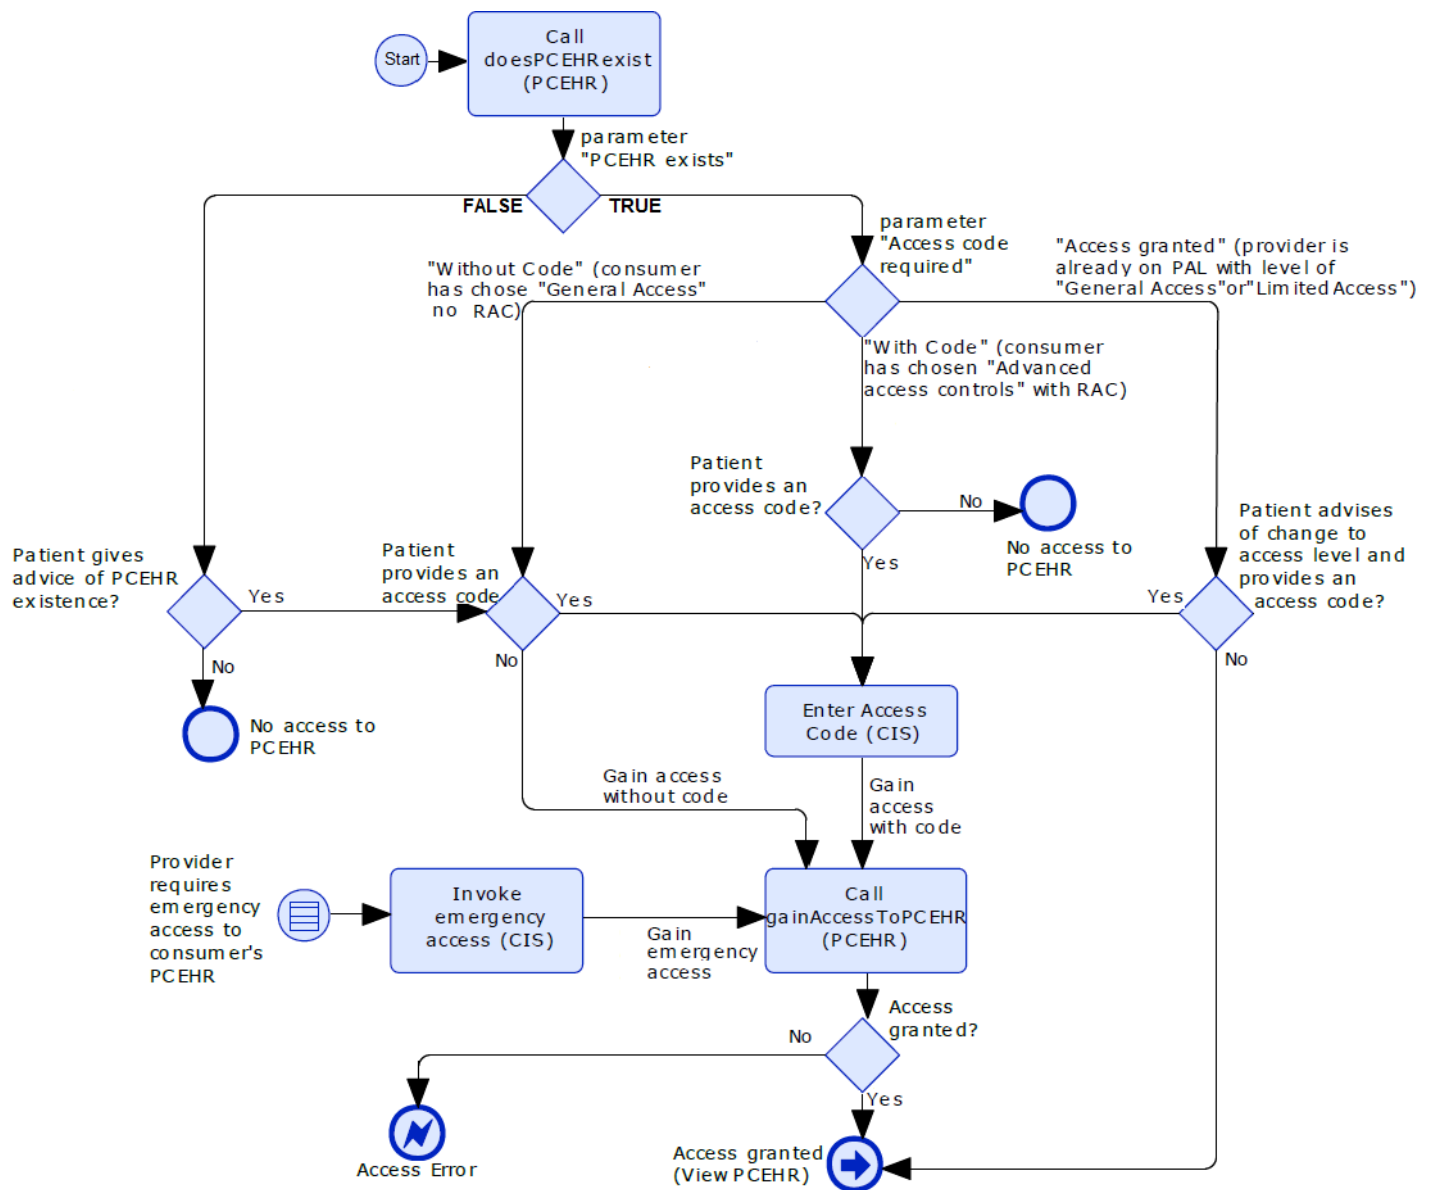 Call
doesPCEHRexist
(PCEHR)
Start
parameter
"PCEHR exists"
FALSE
TRUE
parameter
"Access code
required"
"Access granted" (provider is
already on PAL with level of
"General Access"or"Limited Access")
"Without Code" (consumer
has chose "General Access"
no RAC)
"With Code" (consumer
has chosen "Advanced
access controls" with RAC)
Patient
provides an
access code?
No
No access to
PCEHR
Yes
Patient advises
of change to
access level and
provides an
access code?
Patient gives
advice of PCEHR
existence?
Yes
Patient
provides an
access code
Yes
Yes
No
No
No
No access to
PCEHR
Enter Access
Code (CIS)
Gain access
without code
Gain
access
with code
Provider
requires
emergency
access to
consumer's
PCEHR
Invoke
emergency
access (CIS)
Gain
emergency
access
Call
gainAccessToPCEHR
(PCEHR)
Access
granted?
No
Yes
Access Error
Access granted
(View PCEHR)